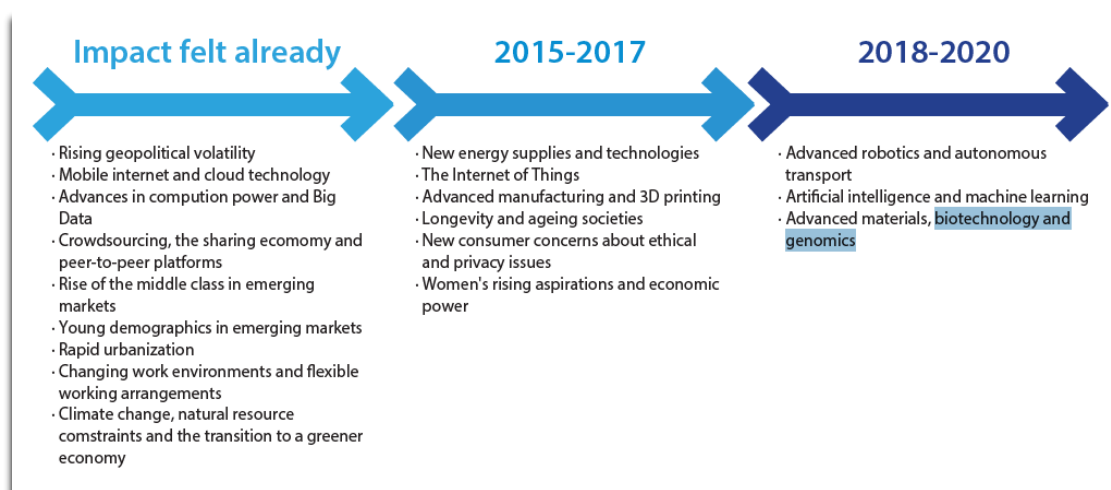 Impact felt already
· Rising geopolitical volatility
· Mobile internet and cloud technology
· Advances in compution power and Big
Data
· Crowdsourcing, the sharing ecomomy and
peer-to-peer platforms
· Rise of the middle class in emerging
markets
· Young demographics in emerging markets
· Rapid urbanization
· Changing work environments and flexible
working arrangements
· Climate change, natural resource
comstraints and the transition to a greener
economy
2015-2017
· New energy supplies and technologies
· The Internet of Things
· Advanced manufacturing and 3D printing
· Longevity and ageing societies
· New consumer concerns about ethical
and privacy issues
· Women's rising aspirations and economic
power
2018-2020
· Advanced robotics and autonomous
transport
· Artificial intelligence and machine learning
· Advanced materials, biotechnology and
genomics